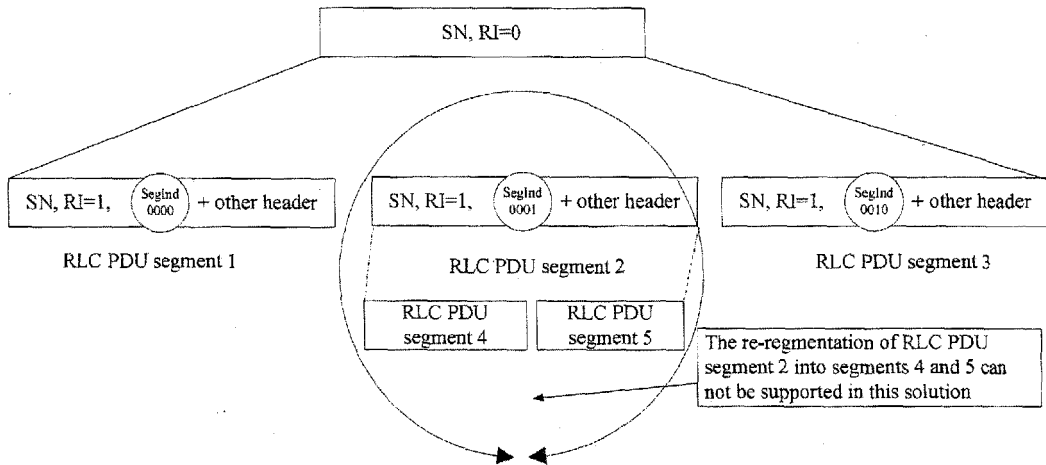 SN, RI=0
SN, RI=1, SegInd 0000 + other header
SN, RI=1, SegInd 0001 + other header
SN, RI=1, SegInd 0010 + other header
RLC PDU segment 1
RLC PDU segment 2
RLC PDU segment 3
RLC PDU
segment 4
RLC PDU
segment 5
The re-regmentation of RLC PDU
segment 2 into segments 4 and 5 can
not be supported in this solution